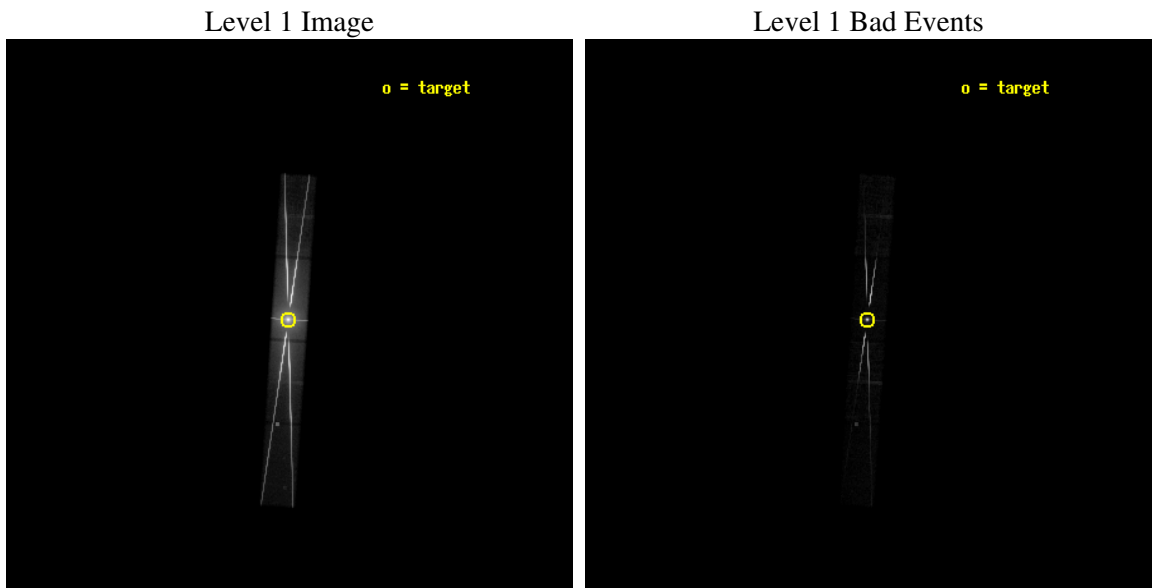 Level 1 Image
Level 1 Bad Events
o = target
o = target